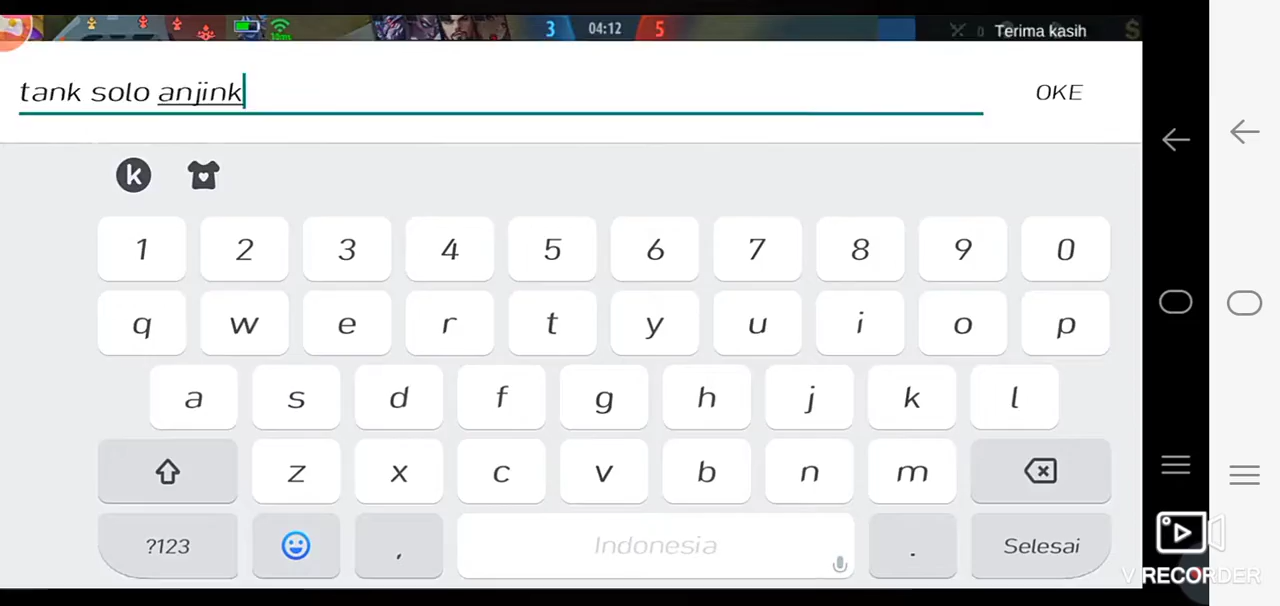 3 04:12 5 0 Terima kasih $
tank solo anjink OKE
k
1 2 3 4 5 6 7 8 9 0
q w e r t y u i o p
a s d f g h j k l
z x c v b n m
?123 , Indonesia . Selesai
V RECORDER